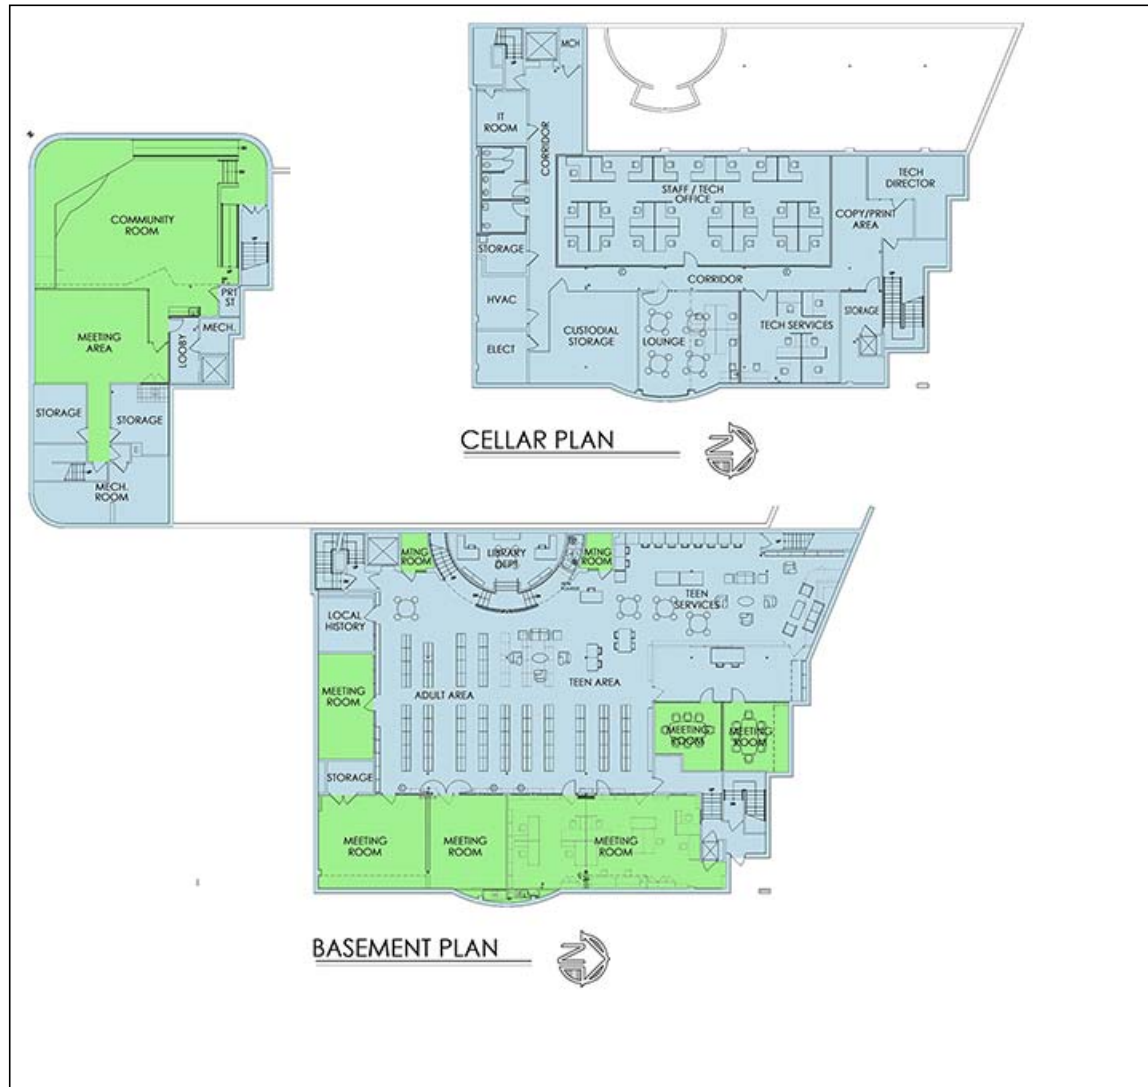 MCH
IT
ROOM
CORRIDOR
STAFF / TECH
OFFICE
TECH
DIRECTOR
COPY/PRINT
AREA
STORAGE
CORRIDOR
HVAC
CUSTODIAL
STORAGE
LOUNGE
TECH SERVICES
STORAGE
ELECT
CELLAR PLAN
COMMUNITY
ROOM
PRT
ST
MECH.
LOOBY
MEETING
AREA
STORAGE
STORAGE
MECH.
ROOM
MTNG
ROOM
LIBRARY
DEPT
MTNG
ROOM
TEEN
SERVICES
LOCAL
HISTORY
MEETING
ROOM
ADULT AREA
TEEN AREA
MEETING
ROOM
MEETING
ROOM
STORAGE
MEETING
ROOM
MEETING
ROOM
MEETING
ROOM
BASEMENT PLAN